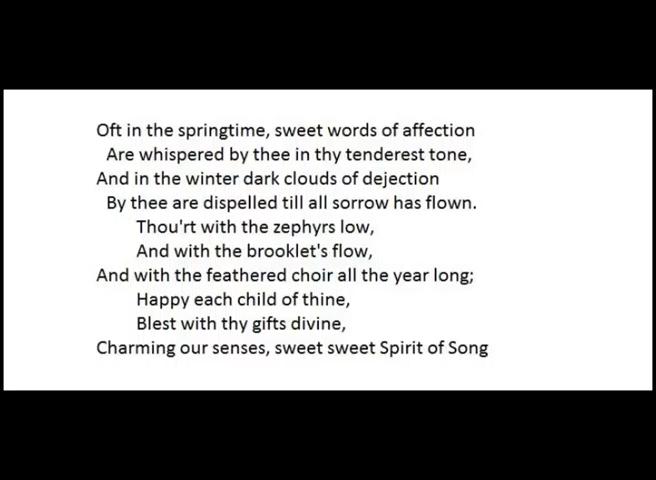 Oft in the springtime, sweet words of affection
Are whispered by thee in thy tenderest tone,
And in the winter dark clouds of dejection
By thee are dispelled till all sorrow has flown.
Thou'rt with the zephyrs low,
And with the brooklet's flow,
And with the feathered choir all the year long;
Happy each child of thine,
Blest with thy gifts divine,
Charming our senses, sweet sweet Spirit of Song